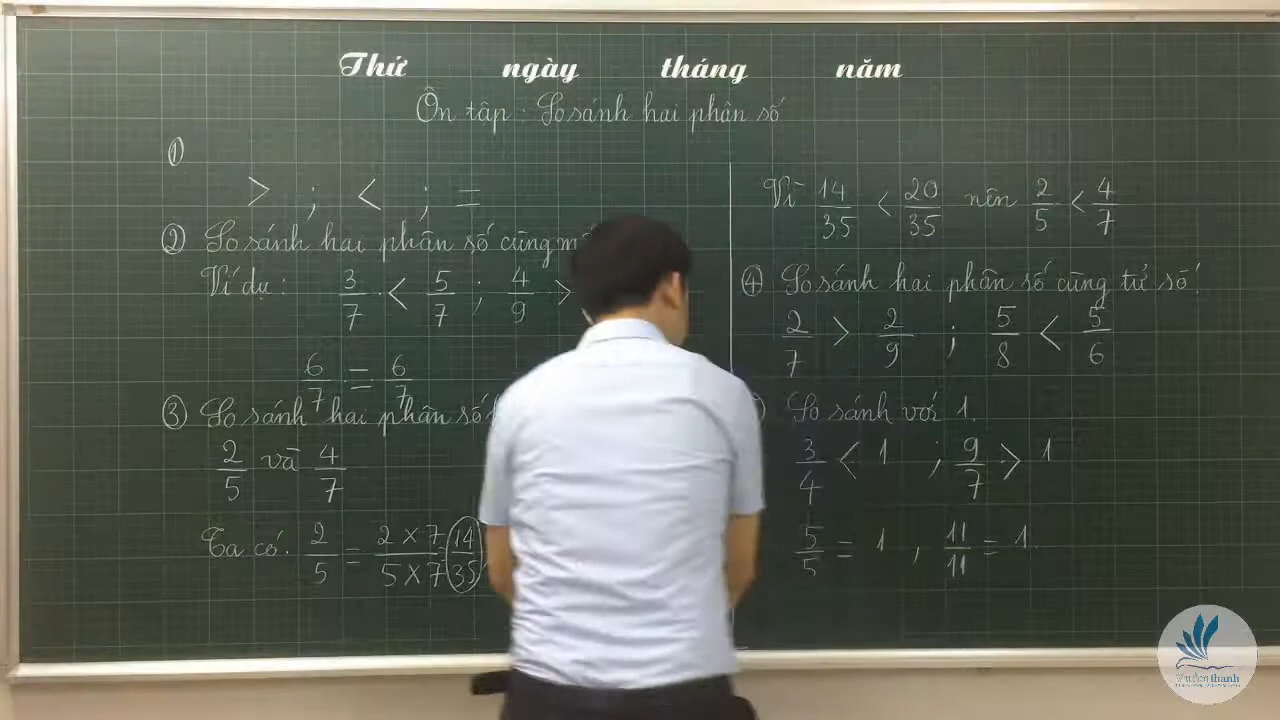 Thứ ngày tháng năm
Ôn tập: So sánh hai phân số
①
> ; < ; =
② So sánh hai phân số cùng
Ví dụ: 3/7 < 5/7 ; 4/9 >
6/7 = 6/7
③ So sánh hai phân số
2/5 và 4/7
Ta có. 2/5 = 2 × 7/5 × 7 = 14/35
Vì 14/35 < 20/35 nên 2/5 < 4/7
④ So sánh hai phân số cùng tử số.
2/7 > 2/9 ; 5/8 < 5/6
So sánh với 1.
3/4 < 1 ; 9/7 > 1
5/5 = 1 , 11/11 = 1.